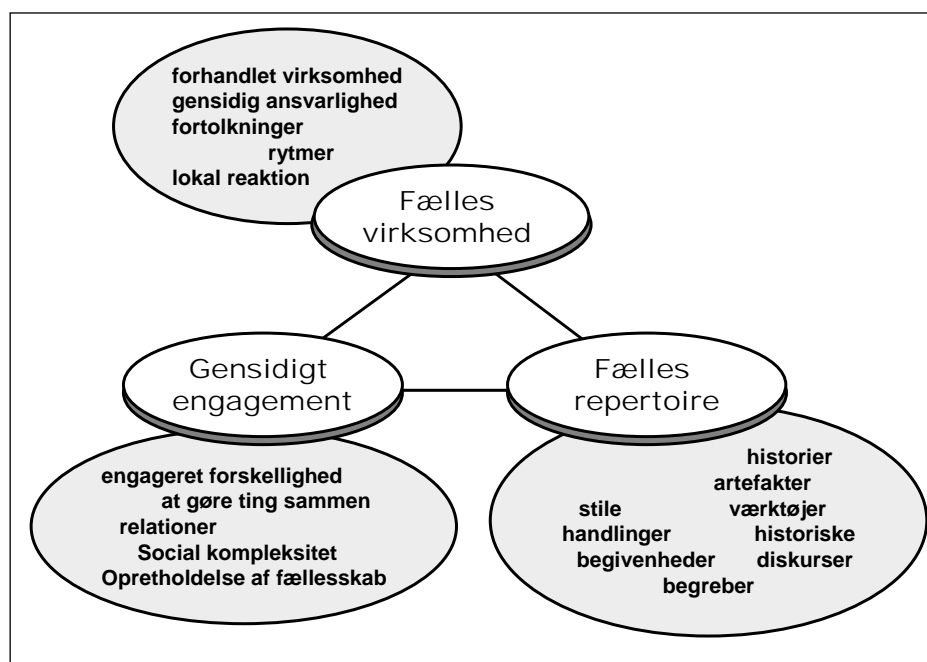 forhandlet virksomhed
gensidig ansvarlighed
fortolkninger
rytmer
lokal reaktion
Fælles
virksomhed
Gensidigt
engagement
Fælles
repertoire
engageret forskellighed
at gøre ting sammen
relationer
Social kompleksitet
Opretholdelse af fællesskab
historier
artefakter
stile værktøjer
handlinger historiske
begivenheder diskurser
begreber